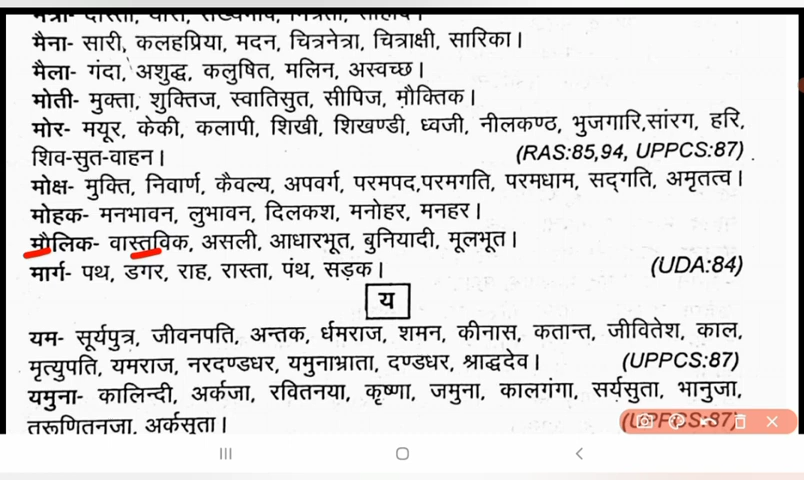 मैना- सारी, कलहप्रिया, मदन, चित्रनेत्रा, चित्राक्षी, सारिका।
मैला- गंदा, अशुद्ध, कलुषित, मलिन, अस्वच्छ।
मोती- मुक्ता, शुक्तिज, स्वातिसुत, सीपिज, मौक्तिक।
मोर- मयूर, केकी, कलापी, शिखी, शिखण्डी, ध्वजी, नीलकण्ठ, भुजगारि,सांरग, हरि,
शिव-सुत-वाहन। (RAS:85,94, UPPCS:87)
मोक्ष- मुक्ति, निवार्ण, कैवल्य, अपवर्ग, परमपद,परमगति, परमधाम, सद्गति, अमृतत्व।
मोहक- मनभावन, लुभावन, दिलकश, मनोहर, मनहर।
मौलिक- वास्तविक, असली, आधारभूत, बुनियादी, मूलभूत।
मार्ग- पथ, डगर, राह, रास्ता, पंथ, सड़क। (UDA:84)
य
यम- सूर्यपुत्र, जीवनपति, अन्तक, र्धमराज, शमन, कीनास, कतान्त, जीवितेश, काल,
मृत्युपति, यमराज, नरदण्डधर, यमुनाभ्राता, दण्डधर, श्राद्धदेव। (UPPCS:87)
यमुना- कालिन्दी, अर्कजा, रवितनया, कृष्णा, जमुना, कालगंगा, सर्यसुता, भानुजा,
तरूणितनजा, अर्कसुता। (UPPCS:87)